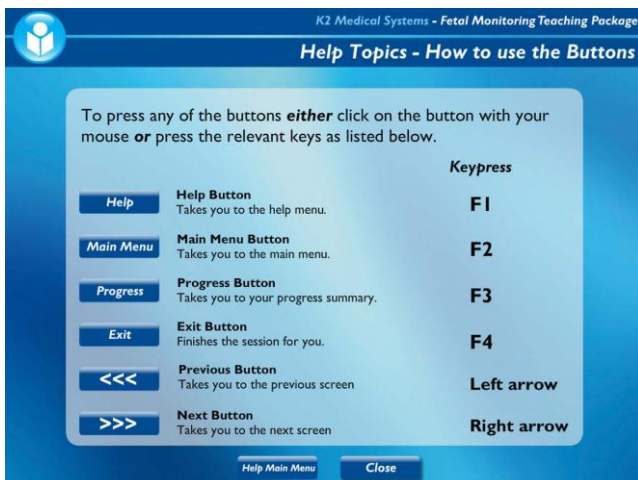 K2 Medical Systems - Fetal Monitoring Teaching Package
Help Topics - How to use the Buttons
To press any of the buttons either click on the button with your
mouse or press the relevant keys as listed below.
Keypress
Help
Help Button
Takes you to the help menu.
F1
Main Menu
Main Menu Button
Takes you to the main menu.
F2
Progress
Progress Button
Takes you to your progress summary.
F3
Exit
Exit Button
Finishes the session for you.
F4
<<<
Previous Button
Takes you to the previous screen
Left arrow
>>>
Next Button
Takes you to the next screen
Right arrow
Help Main Menu
Close